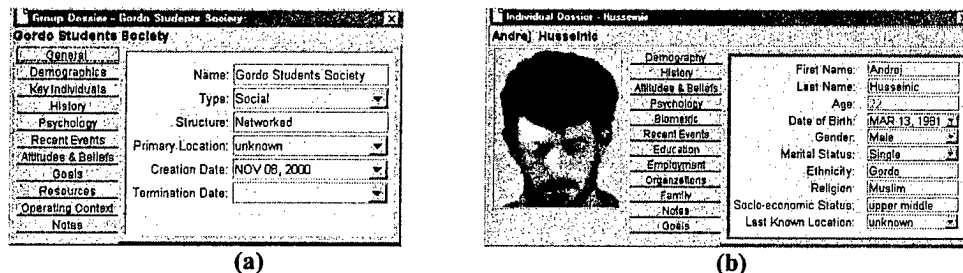 Group Dossier - Gordo Students Society
Gordo Students Society
General
Demographics
Key Individuals
History
Psychology
Recent Events
Attitudes & Beliefs
Goals
Resources
Operating Context
Notes
Name: Gordo Students Society
Type: Social
Structure: Networked
Primary Location: unknown
Creation Date: NOV 08, 2000
Termination Date:
(a)
Individual Dossier - Husseinic
Andrej Husseinic
Demography
History
Attitudes & Beliefs
Psychology
Biometric
Recent Events
Education
Employment
Organizations
Family
Notes
Goals
First Name: Andrej
Last Name: Husseinic
Age: 22
Date of Birth: MAR 13, 1981
Gender: Male
Marital Status: Single
Ethnicity: Gordo
Religion: Muslim
Socio-economic Status: upper middle
Last Known Location: unknown
(b)